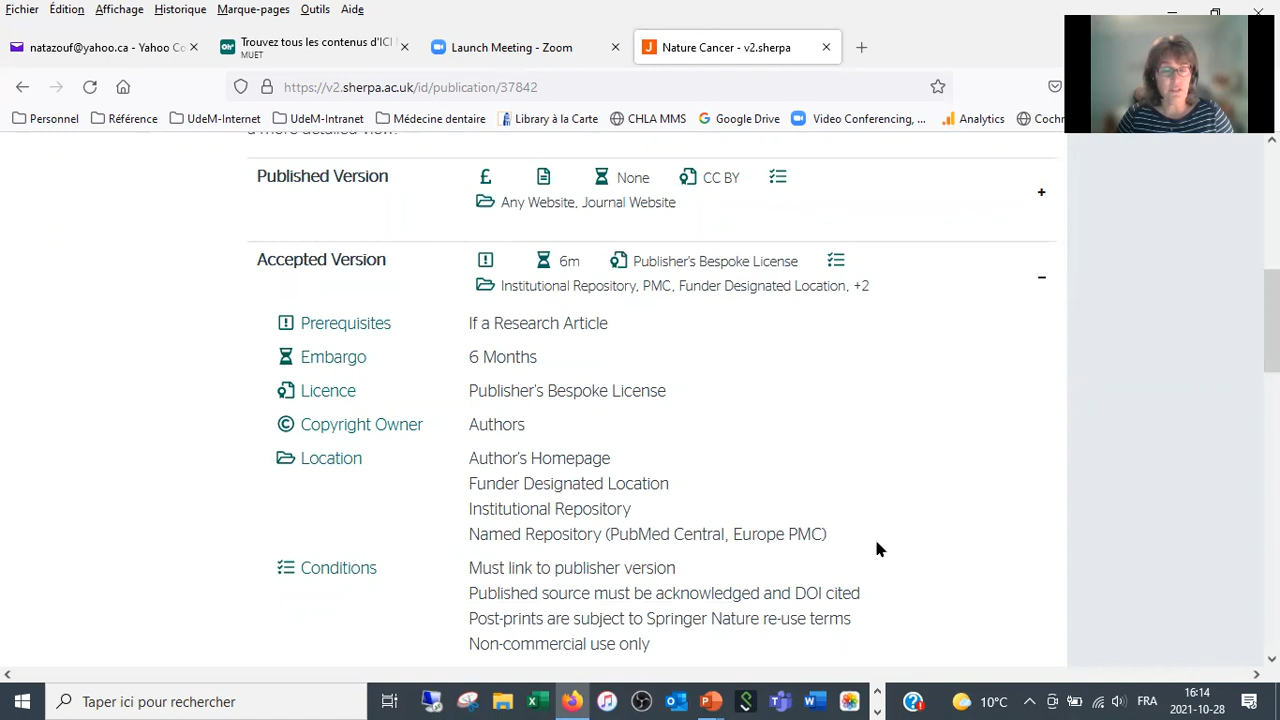 Fichier Édition Affichage Historique Marque-pages Outils Aide
natazouf@yahoo.ca - Yahoo Co
Trouvez tous les contenus d'ICI
MUET
Launch Meeting - Zoom
Nature Cancer - v2.sherpa
https://v2.sherpa.ac.uk/id/publication/37842
Personnel Référence UdeM-Internet UdeM-Intranet Médecine dentaire Library à la Carte CHLA MMS Google Drive Video Conferencing, ... Analytics Cochr
a more detailed view.
Published Version £ None CC BY
Any Website, Journal Website
+
Accepted Version 6m Publisher's Bespoke License
Institutional Repository, PMC, Funder Designated Location, +2
-
Prerequisites If a Research Article
Embargo 6 Months
Licence Publisher's Bespoke License
© Copyright Owner Authors
Location Author's Homepage
Funder Designated Location
Institutional Repository
Named Repository (PubMed Central, Europe PMC)
Conditions Must link to publisher version
Published source must be acknowledged and DOI cited
Post-prints are subject to Springer Nature re-use terms
Non-commercial use only
Taper ici pour rechercher
10°C
FRA
16:14
2021-10-28